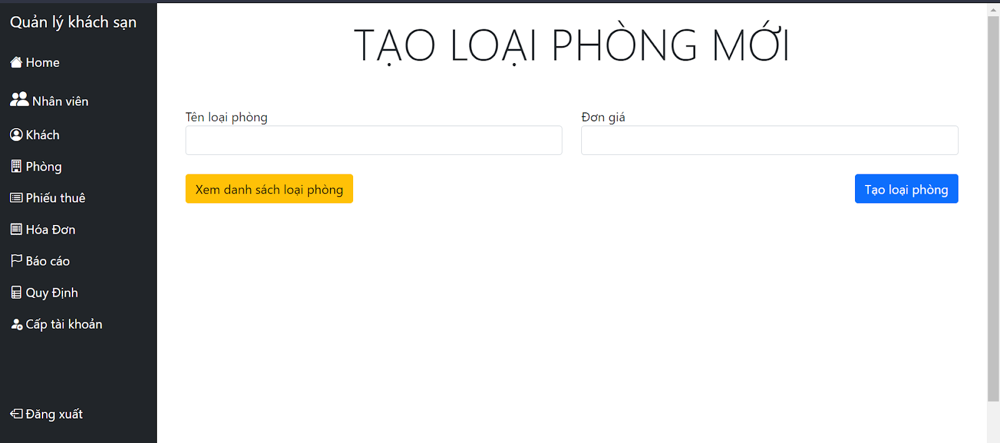 Quản lý khách sạn
Home
Nhân viên
Khách
Phòng
Phiếu thuê
Hóa Đơn
Báo cáo
Quy Định
Cấp tài khoản
Đăng xuất
TẠO LOẠI PHÒNG MỚI
Tên loại phòng
Đơn giá
Xem danh sách loại phòng
Tạo loại phòng